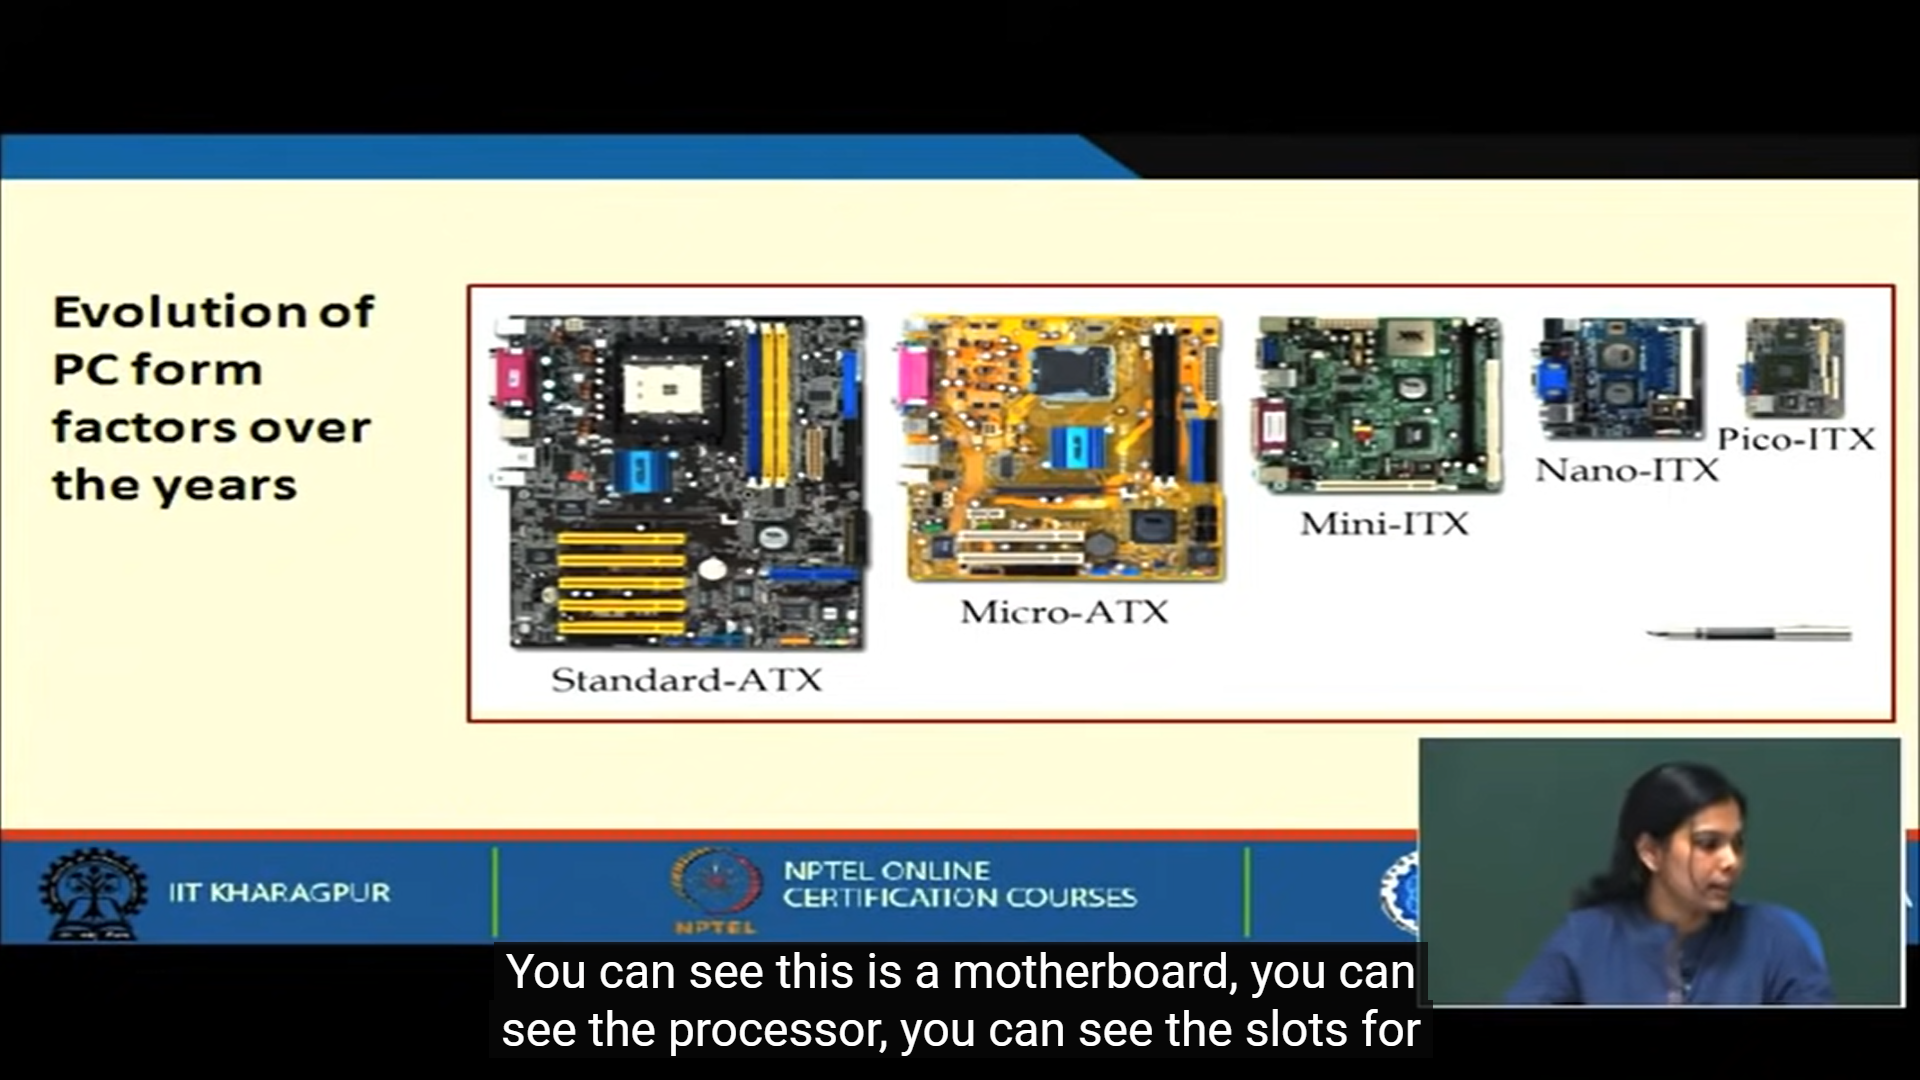 Evolution of
PC form
factors over
the years
Standard-ATX
Micro-ATX
Mini-ITX
Nano-ITX
Pico-ITX
IIT KHARAGPUR
NPTEL
NPTEL ONLINE
CERTIFICATION COURSES
You can see this is a motherboard, you can
see the processor, you can see the slots for